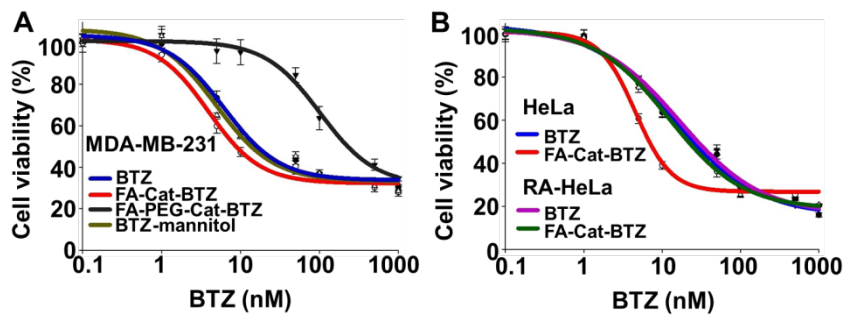 A
Cell viability (%)
100
80
60
40
20
0
MDA-MB-231
BTZ
FA-Cat-BTZ
FA-PEG-Cat-BTZ
BTZ-mannitol
0.1 1 10 100 1000
BTZ (nM)
B
Cell viability (%)
100
80
60
40
20
0
HeLa
BTZ
FA-Cat-BTZ
RA-HeLa
BTZ
FA-Cat-BTZ
0.1 1 10 100 1000
BTZ (nM)